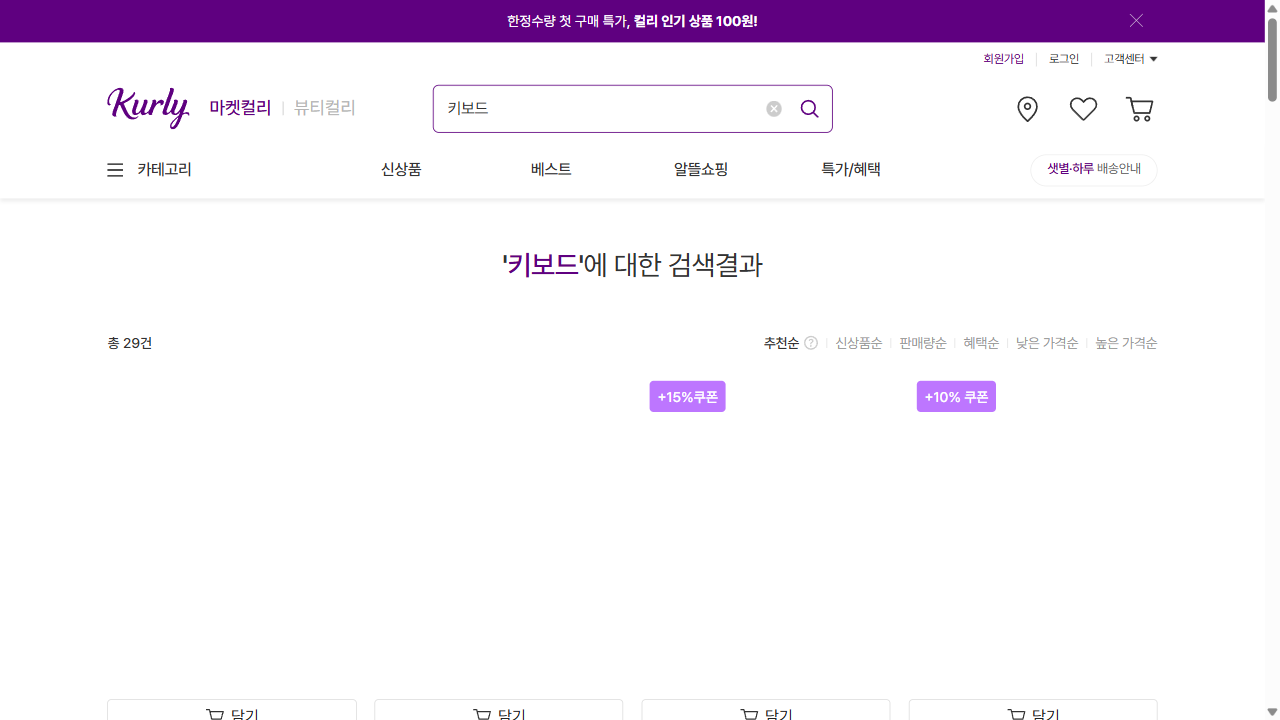 한정수량 첫 구매 특가, 컬리 인기 상품 100원!
회원가입
로그인
고객센터
Kurly
마켓컬리
뷰티컬리
키보드
카테고리
신상품
베스트
알뜰쇼핑
특가/혜택
샛별·하루 배송안내
'키보드'에 대한 검색결과
총 29건
추천순 ?
신상품순
판매량순
혜택순
낮은 가격순
높은 가격순
+15%쿠폰
+10% 쿠폰
담기
담기
담기
담기